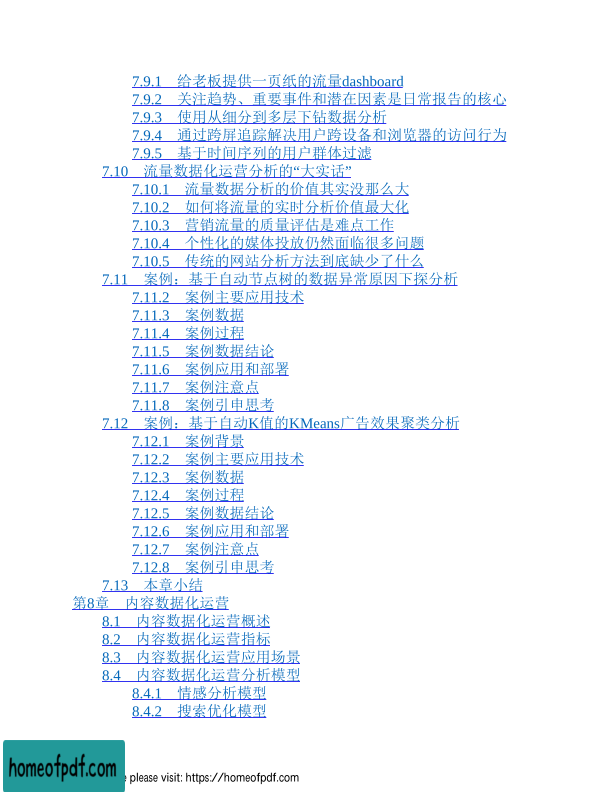 7.9.1 给老板提供一页纸的流量dashboard
7.9.2 关注趋势、重要事件和潜在因素是日常报告的核心
7.9.3 使用从细分到多层下钻数据分析
7.9.4 通过跨屏追踪解决用户跨设备和浏览器的访问行为
7.9.5 基于时间序列的用户群体过滤
7.10 流量数据化运营分析的“大实话”
7.10.1 流量数据分析的价值其实没那么大
7.10.2 如何将流量的实时分析价值最大化
7.10.3 营销流量的质量评估是难点工作
7.10.4 个性化的媒体投放仍然面临很多问题
7.10.5 传统的网站分析方法到底缺少了什么
7.11 案例：基于自动节点树的数据异常原因下探分析
7.11.2 案例主要应用技术
7.11.3 案例数据
7.11.4 案例过程
7.11.5 案例数据结论
7.11.6 案例应用和部署
7.11.7 案例注意点
7.11.8 案例引申思考
7.12 案例：基于自动K值的KMeans广告效果聚类分析
7.12.1 案例背景
7.12.2 案例主要应用技术
7.12.3 案例数据
7.12.4 案例过程
7.12.5 案例数据结论
7.12.6 案例应用和部署
7.12.7 案例注意点
7.12.8 案例引申思考
7.13 本章小结
第8章 内容数据化运营
8.1 内容数据化运营概述
8.2 内容数据化运营指标
8.3 内容数据化运营应用场景
8.4 内容数据化运营分析模型
8.4.1 情感分析模型
8.4.2 搜索优化模型
homeofpdf.com
please visit: https://homeofpdf.com